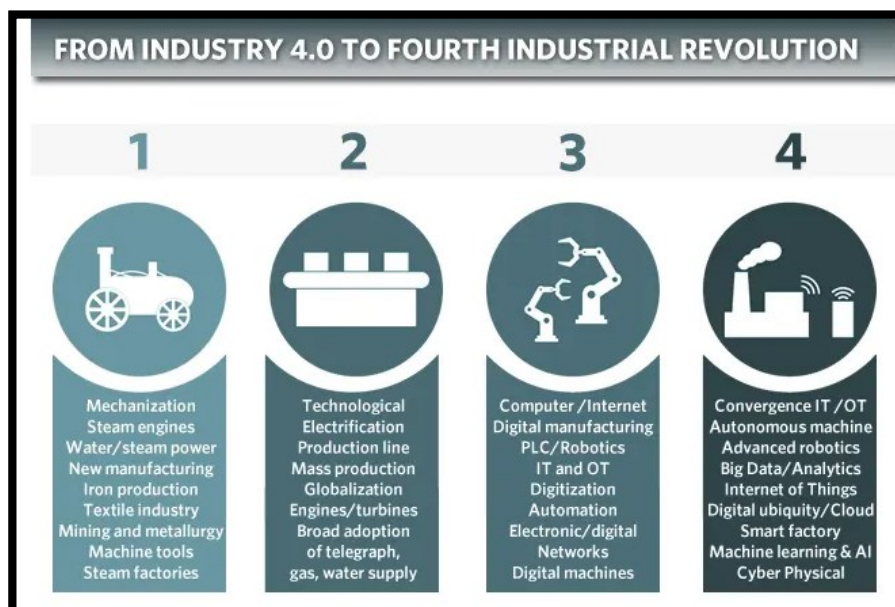 FROM INDUSTRY 4.0 TO FOURTH INDUSTRIAL REVOLUTION
1
2
3
4
Mechanization
Steam engines
Water/steam power
New manufacturing
Iron production
Textile industry
Mining and metallurgy
Machine tools
Steam factories
Technological
Electrification
Production line
Mass production
Globalization
Engines/turbines
Broad adoption
of telegraph,
gas, water supply
Computer /Internet
Digital manufacturing
PLC/Robotics
IT and OT
Digitization
Automation
Electronic/digital
Networks
Digital machines
Convergence IT /OT
Autonomous machine
Advanced robotics
Big Data/Analytics
Internet of Things
Digital ubiquity/Cloud
Smart factory
Machine learning & AI
Cyber Physical